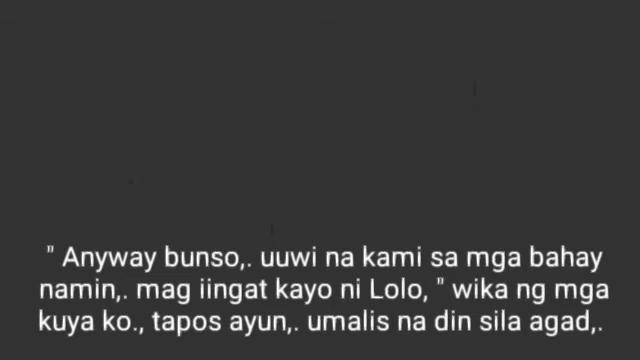 " Anyway bunso,. uuwi na kami sa mga bahay
namin,. mag iingat kayo ni Lolo, " wika ng mga
kuya ko., tapos ayun,. umalis na din sila agad,.